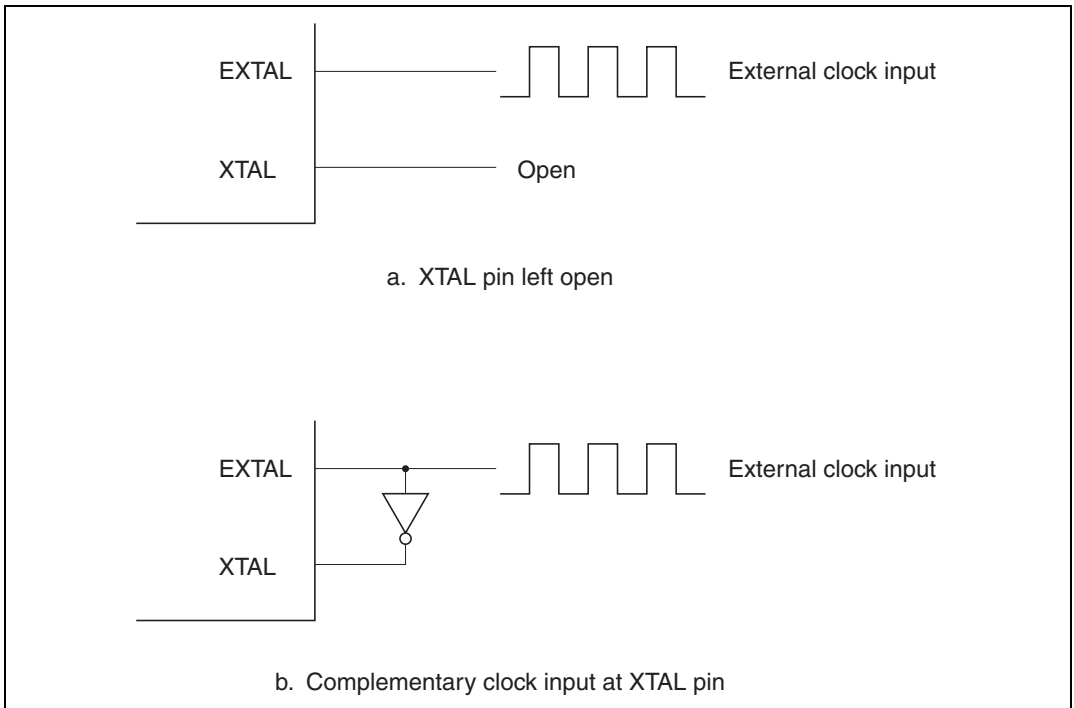 EXTAL
External clock input
XTAL
Open
a. XTAL pin left open
EXTAL
External clock input
XTAL
b. Complementary clock input at XTAL pin